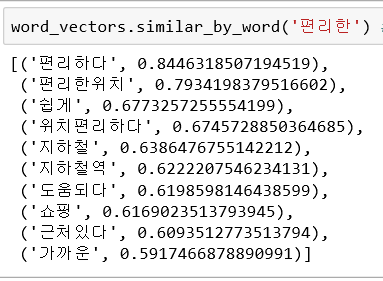 word_vectors.similar_by_word('편리한')
[('편리하다', 0.8446318507194519),
('편리한위치', 0.7934198379516602),
('쉽게', 0.6773257255554199),
('위치편리하다', 0.6745728850364685),
('지하철', 0.6386476755142212),
('지하철역', 0.6222207546234131),
('도움되다', 0.6198598146438599),
('쇼핑', 0.6169023513793945),
('근처있다', 0.6093512773513794),
('가까운', 0.5917466878890991)]